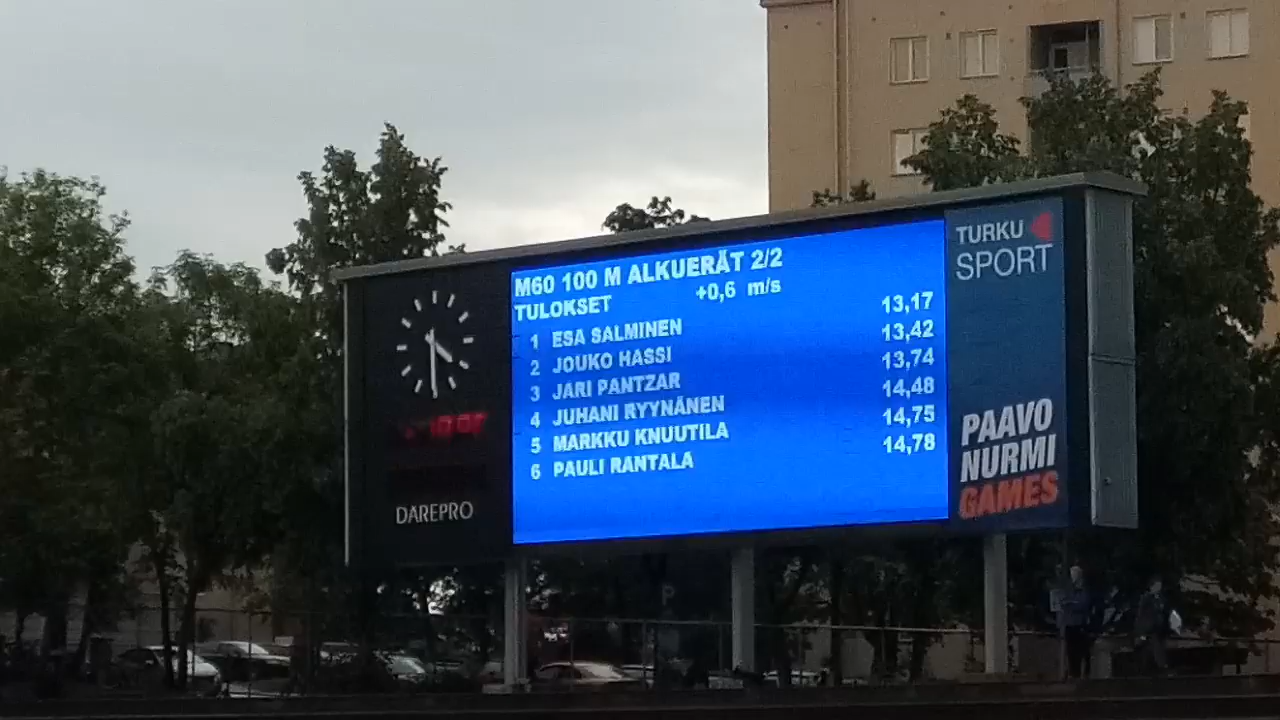 M60 100 M ALKUERÄT 2/2
TULOKSET +0,6 m/s
1 ESA SALMINEN 13,17
2 JOUKO HASSI 13,42
3 JARI PANTZAR 13,74
4 JUHANI RYYNÄNEN 14,48
5 MARKKU KNUUTILA 14,75
6 PAULI RANTALA 14,78
DAREPRO
TURKU
SPORT
PAAVO
NURMI
GAMES